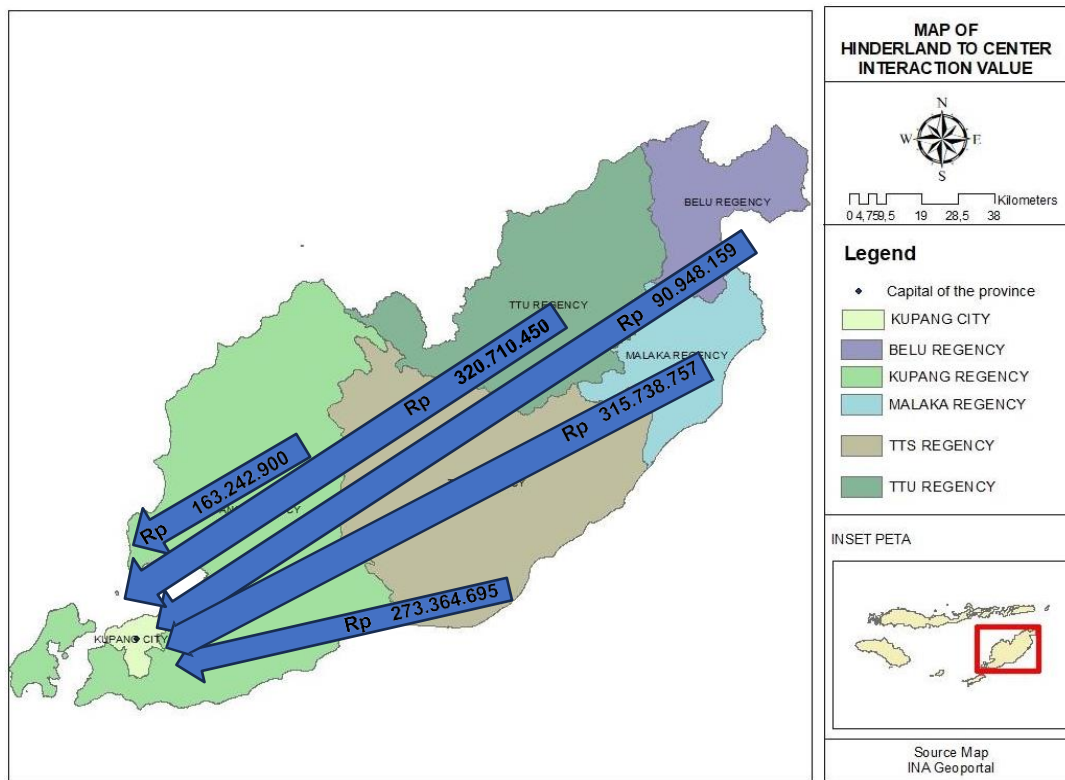 MAP OF
HINDERLAND TO CENTER
INTERACTION VALUE
N
W E
S
Kilometers
0 4,75 9,5 19 28,5 38
Legend
Capital of the province
KUPANG CITY
BELU REGENCY
KUPANG REGENCY
MALAKA REGENCY
TTS REGENCY
TTU REGENCY
INSET PETA
Source Map
INA Geoportal
BELU REGENCY
Rp 90.948.159
TTU REGENCY
Rp 320.710.450
MALAKA REGENCY
Rp 315.738.757
Rp 163.242.900
Rp 273.364.695
KUPANG CITY